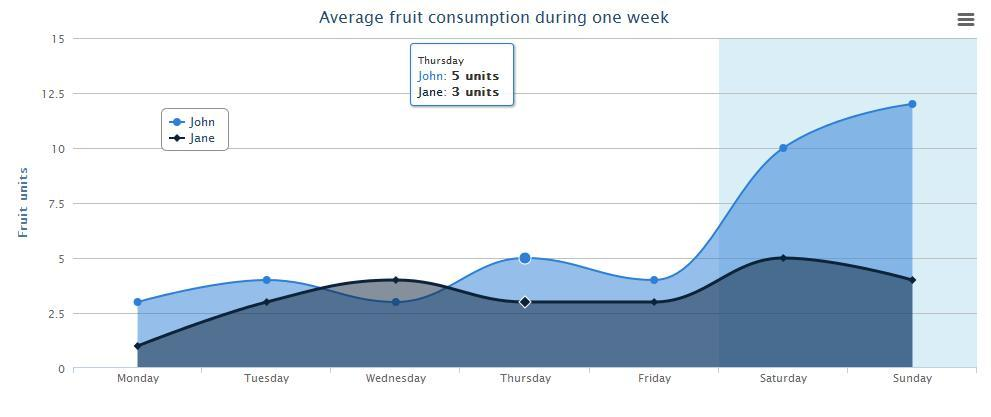 Average fruit consumption during one week
15
Thursday
John: 5 units
Jane: 3 units
12.5
John
Jane
10
Fruit units
7.5
5
2.5
0
Monday Tuesday Wednesday Thursday Friday Saturday Sunday